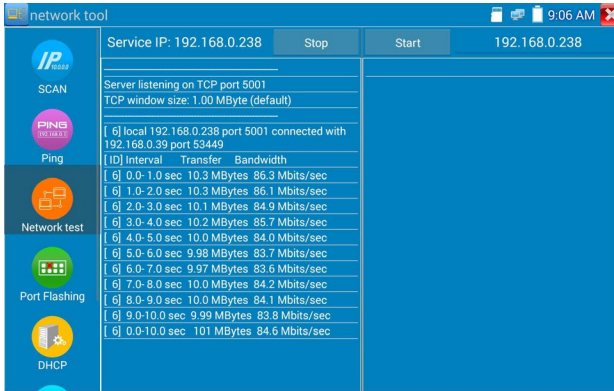 network tool
9:06 AM
Service IP: 192.168.0.238
Stop
Start
192.168.0.238
IP
10.0.0.0
SCAN
PING
192.168.0.1
Ping
Network test
Port Flashing
DHCP
Server listening on TCP port 5001
TCP window size: 1.00 MByte (default)
[ 6] local 192.168.0.238 port 5001 connected with
192.168.0.39 port 53449
[ ID] Interval Transfer Bandwidth
[ 6] 0.0- 1.0 sec 10.3 MBytes 86.3 Mbits/sec
[ 6] 1.0- 2.0 sec 10.3 MBytes 86.1 Mbits/sec
[ 6] 2.0- 3.0 sec 10.1 MBytes 84.9 Mbits/sec
[ 6] 3.0- 4.0 sec 10.2 MBytes 85.7 Mbits/sec
[ 6] 4.0- 5.0 sec 10.0 MBytes 84.0 Mbits/sec
[ 6] 5.0- 6.0 sec 9.98 MBytes 83.7 Mbits/sec
[ 6] 6.0- 7.0 sec 9.97 MBytes 83.6 Mbits/sec
[ 6] 7.0- 8.0 sec 10.0 MBytes 84.2 Mbits/sec
[ 6] 8.0- 9.0 sec 10.0 MBytes 84.1 Mbits/sec
[ 6] 9.0-10.0 sec 9.99 MBytes 83.8 Mbits/sec
[ 6] 0.0-10.0 sec 101 MBytes 84.6 Mbits/sec